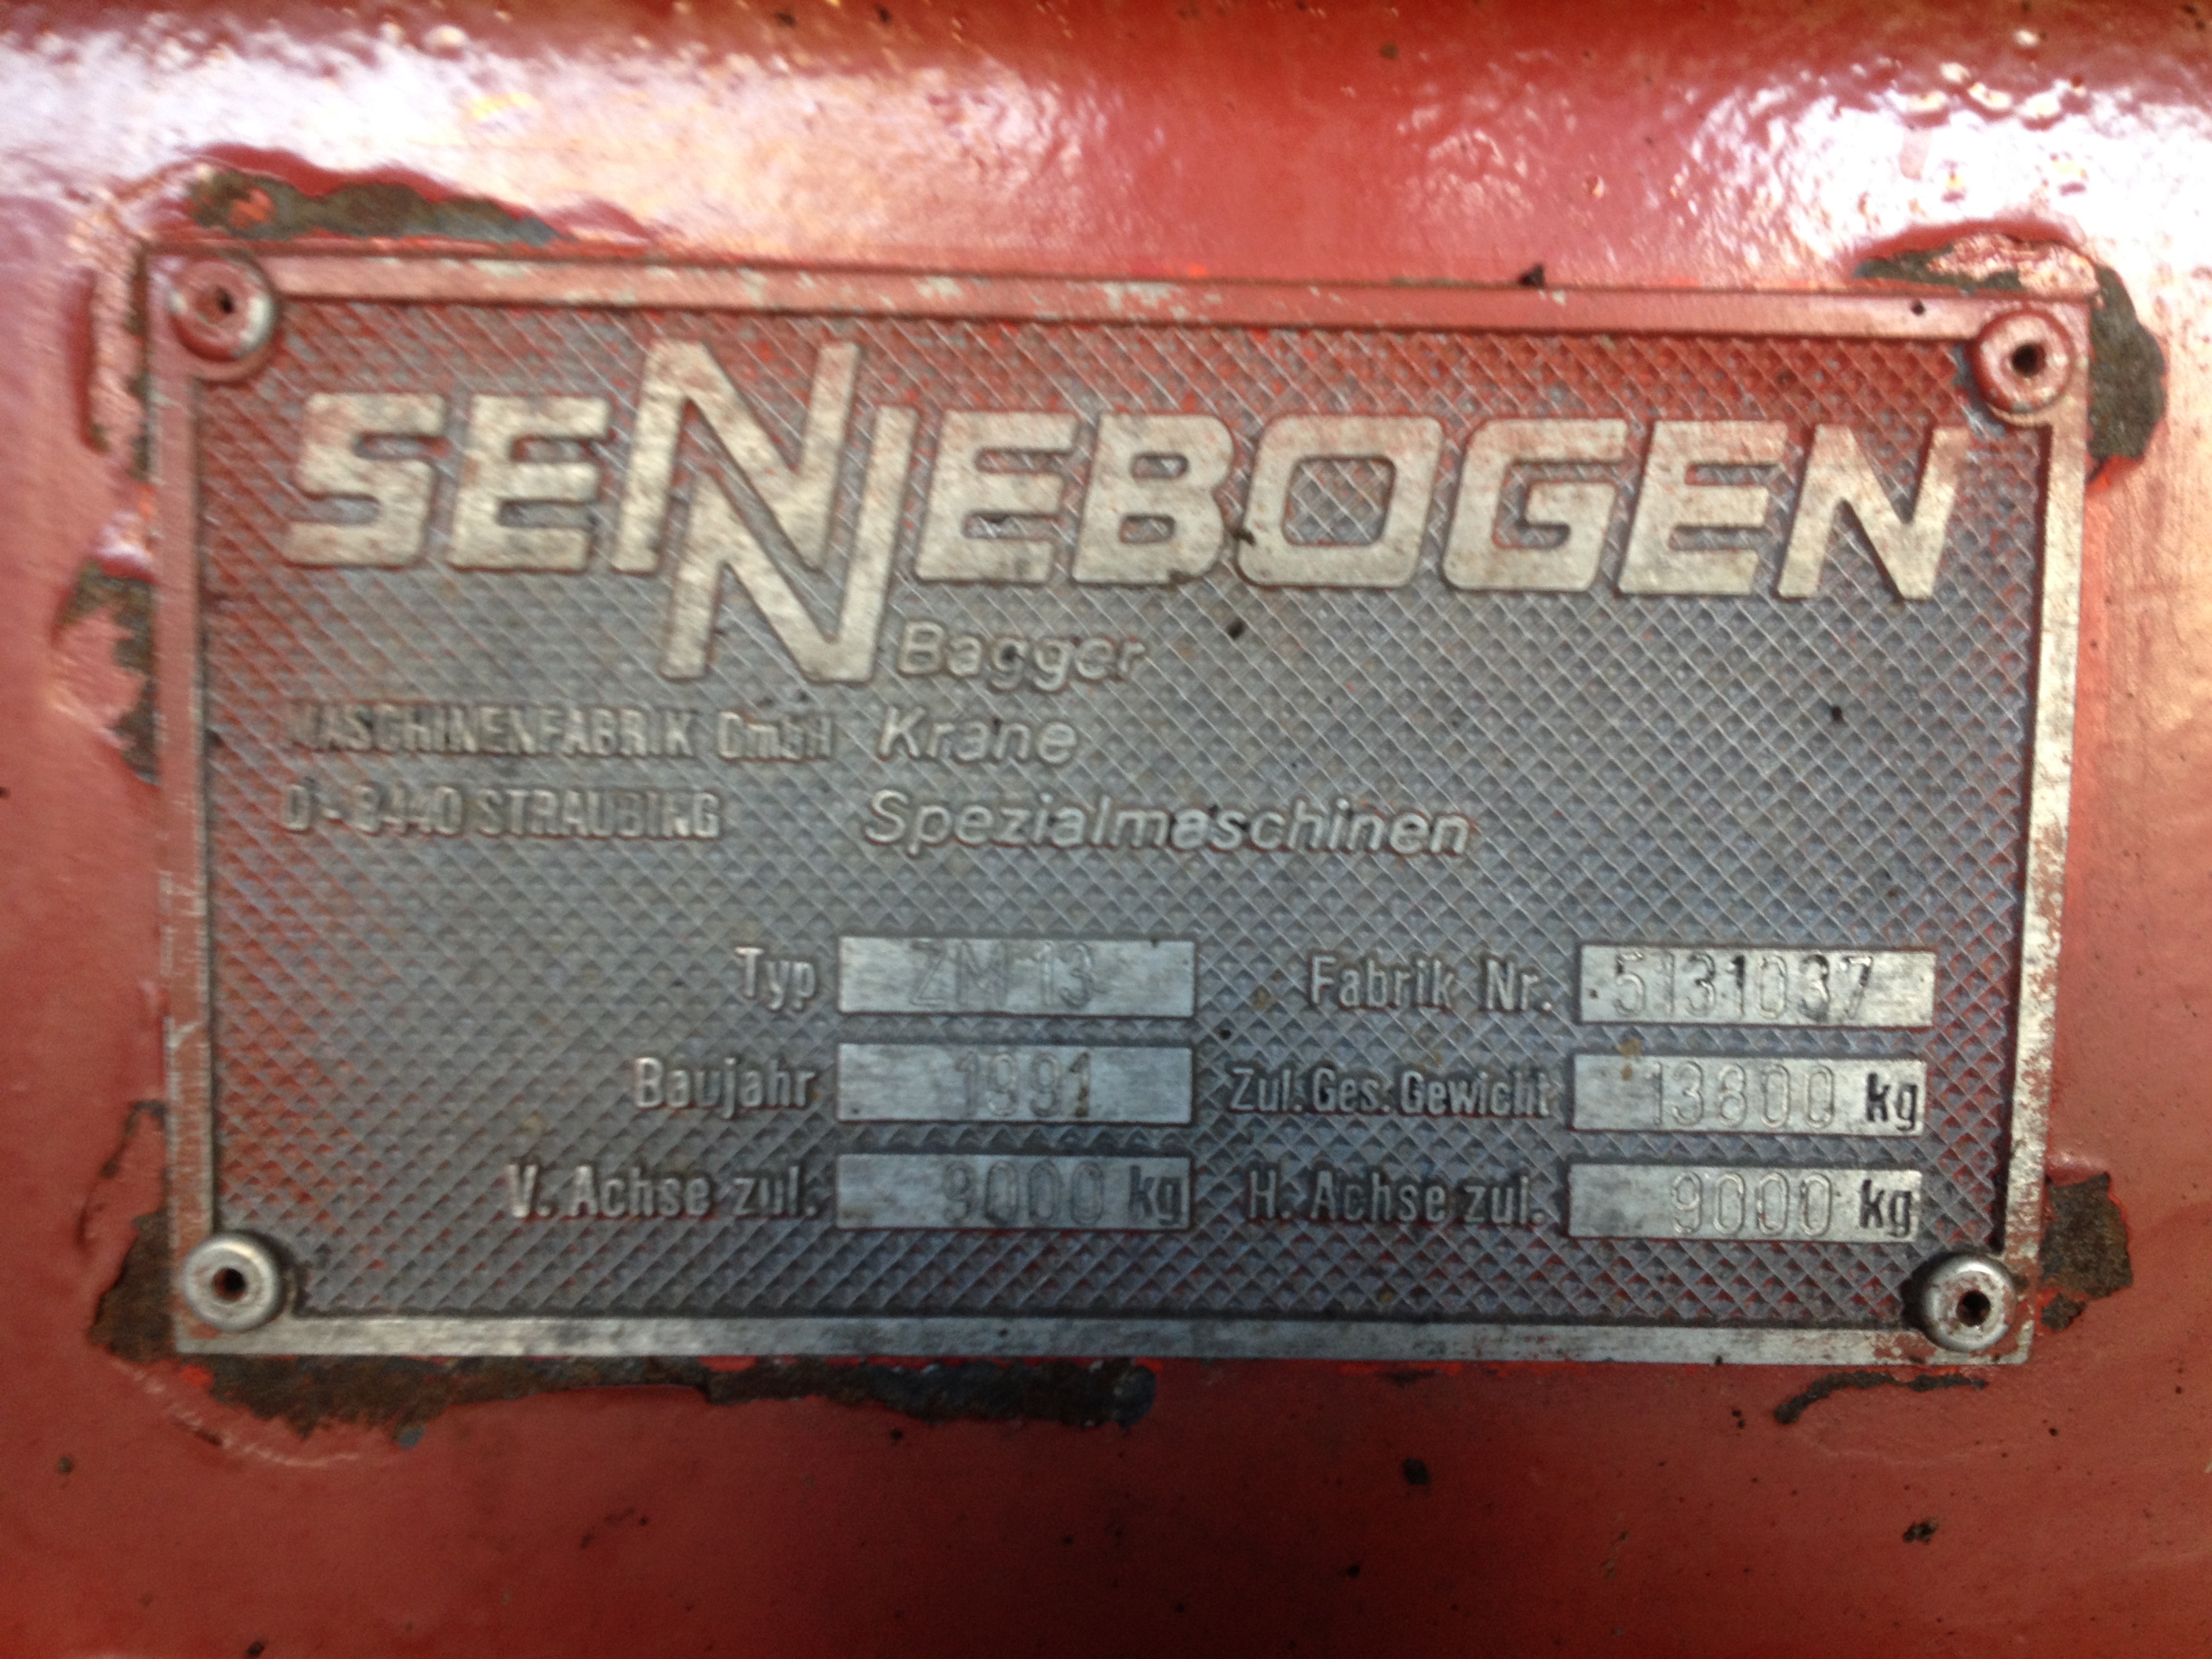 SENNEBOGEN
Bagger
MASCHINENFABRIK GmbH Krane
D-8440 STRAUBING Spezialmaschinen
Typ ZM 13 Fabrik Nr. 5131037
Baujahr 1991 Zul. Ges. Gewicht 13800 kg
V. Achse zul. 9000 kg H. Achse zul. 9000 kg